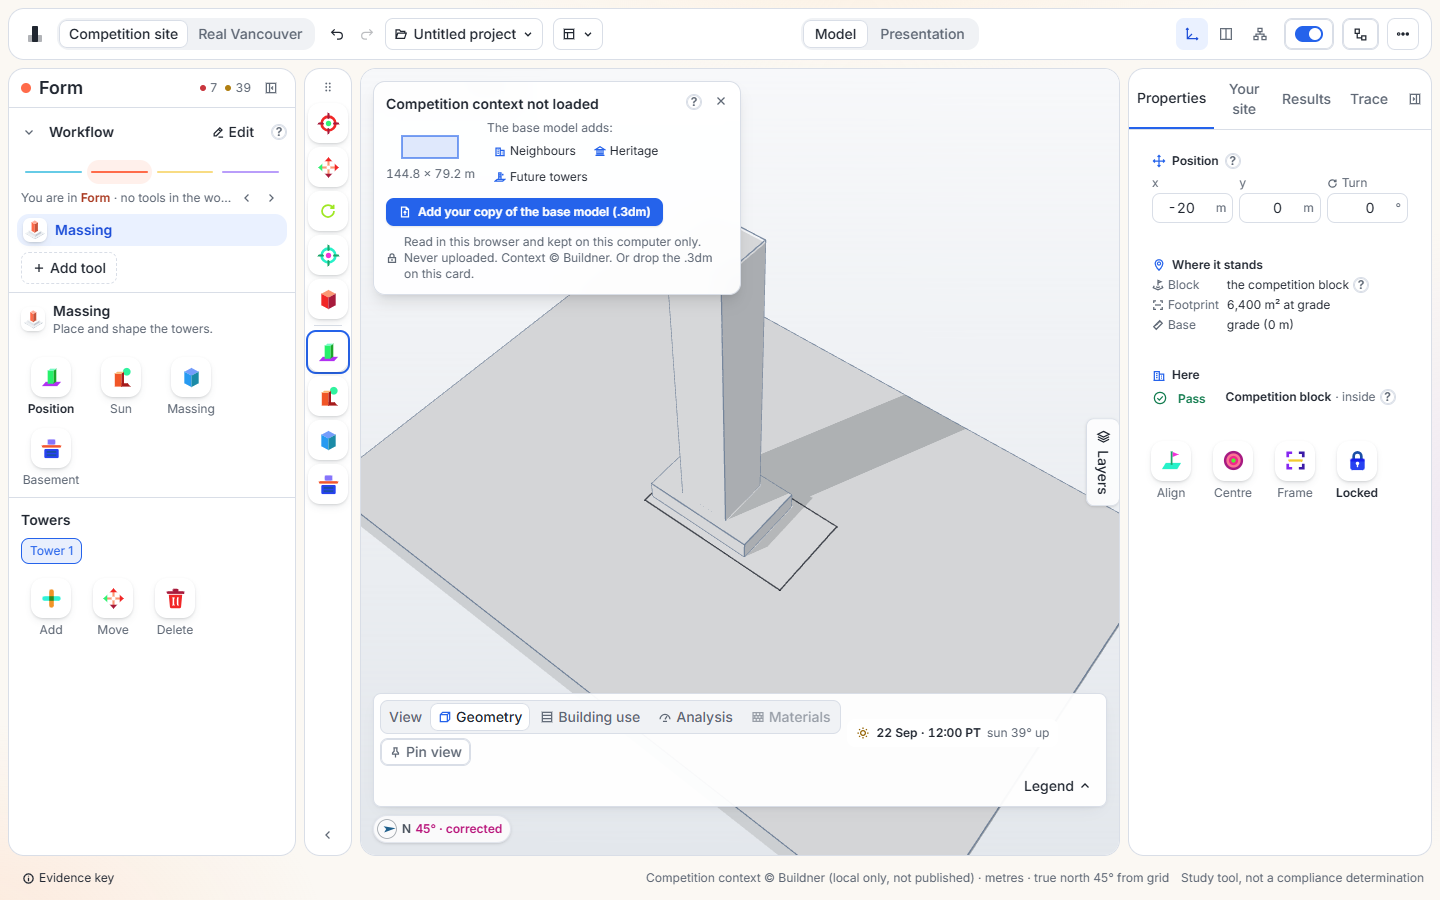 Competition site
Real Vancouver
Untitled project
Model
Presentation
Form
7
39
Workflow
Edit
?
You are in Form · no tools in the wo...
Massing
+ Add tool
Massing
Place and shape the towers.
Position
Sun
Massing
Basement
Towers
Tower 1
Add
Move
Delete
Competition context not loaded
?
The base model adds:
Neighbours
Heritage
144.8 × 79.2 m
Future towers
Add your copy of the base model (.3dm)
Read in this browser and kept on this computer only.
Never uploaded. Context © Buildner. Or drop the .3dm
on this card.
Layers
View
Geometry
Building use
Analysis
Materials
Pin view
22 Sep · 12:00 PT sun 39° up
Legend
N 45° · corrected
Properties
Your
site
Results
Trace
Position ?
x
y
Turn
-20 m
0 m
0 °
Where it stands
Block the competition block ?
Footprint 6,400 m² at grade
Base grade (0 m)
Here
Pass Competition block · inside ?
Align
Centre
Frame
Locked
Evidence key
Competition context © Buildner (local only, not published) · metres · true north 45° from grid
Study tool, not a compliance determination